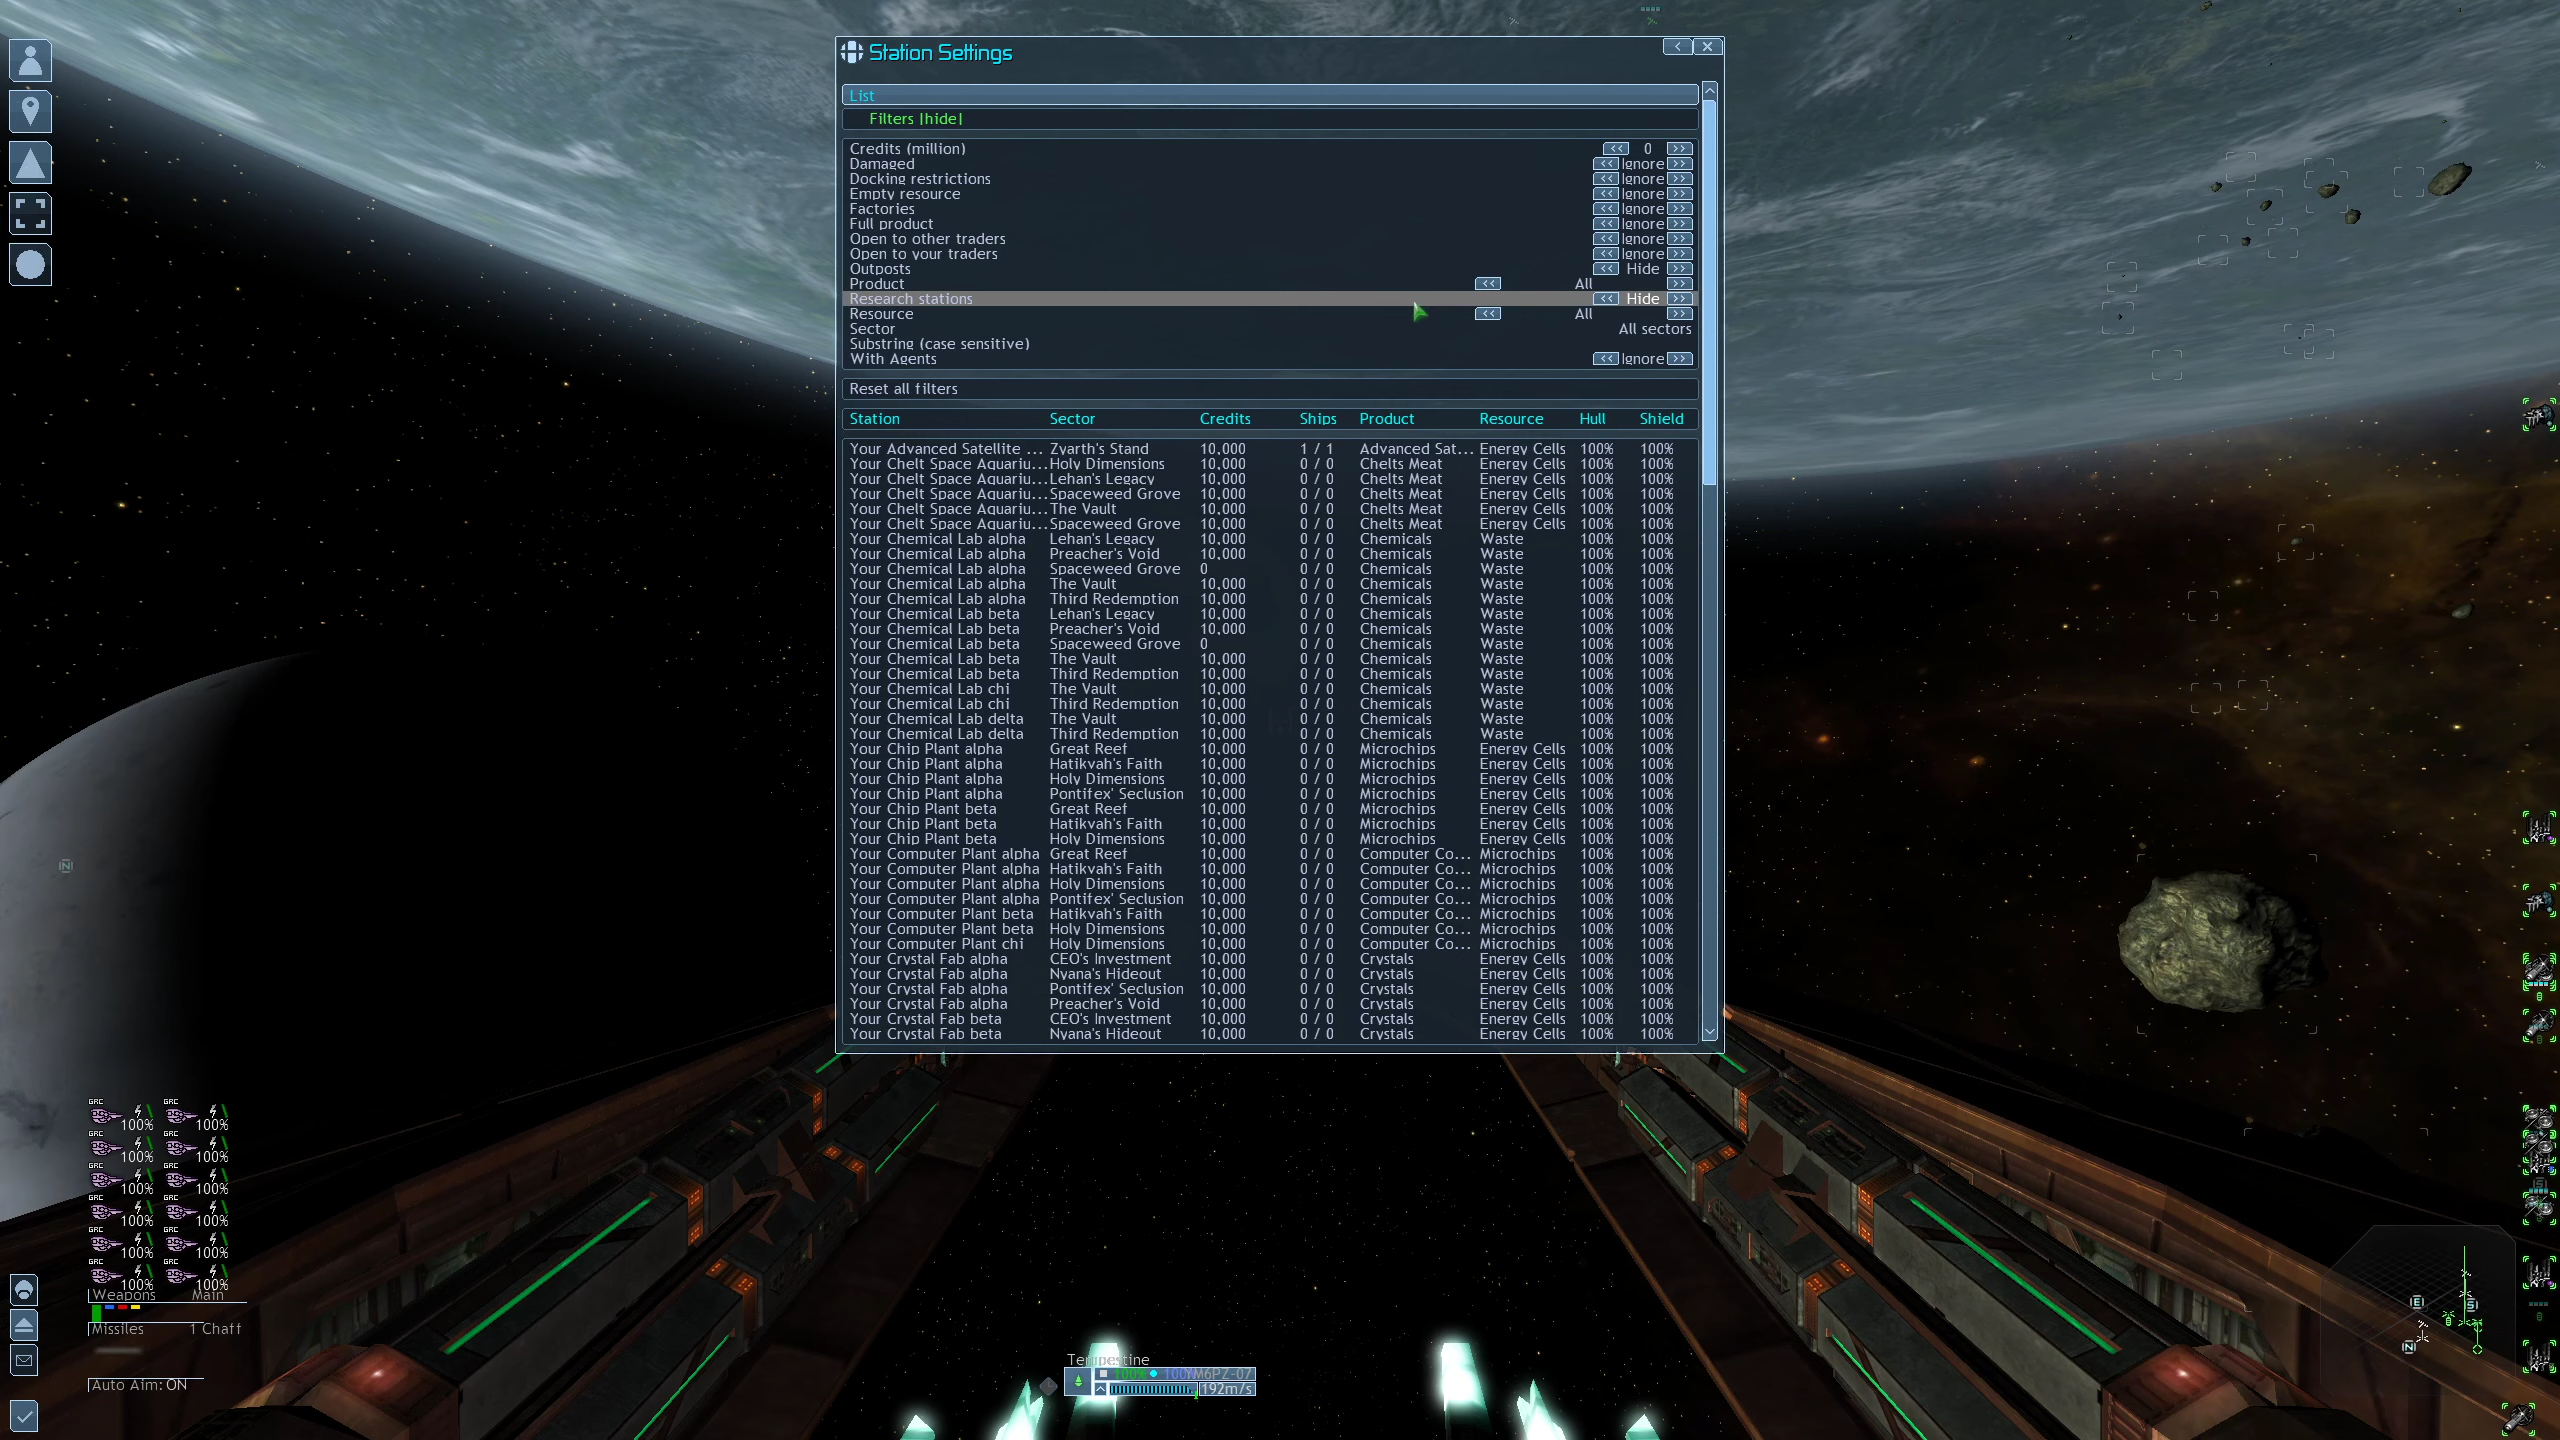 Station Settings
List
Filters |hide|
Credits (million) << 0 >>
Damaged << Ignore >>
Docking restrictions << Ignore >>
Empty resource << Ignore >>
Factories << Ignore >>
Full product << Ignore >>
Open to other traders << Ignore >>
Open to your traders << Ignore >>
Outposts << Hide >>
Product << All >>
Research stations << Hide >>
Resource << All >>
Sector All sectors
Substring (case sensitive)
With Agents << Ignore >>
Reset all filters
Station Sector Credits Ships Product Resource Hull Shield
Your Advanced Satellite ... Zyarth's Stand 10,000 1 / 1 Advanced Sat... Energy Cells 100% 100%
Your Chelt Space Aquariu... Holy Dimensions 10,000 0 / 0 Chelts Meat Energy Cells 100% 100%
Your Chelt Space Aquariu... Lehan's Legacy 10,000 0 / 0 Chelts Meat Energy Cells 100% 100%
Your Chelt Space Aquariu... Spaceweed Grove 10,000 0 / 0 Chelts Meat Energy Cells 100% 100%
Your Chelt Space Aquariu... The Vault 10,000 0 / 0 Chelts Meat Energy Cells 100% 100%
Your Chelt Space Aquariu... Spaceweed Grove 10,000 0 / 0 Chelts Meat Energy Cells 100% 100%
Your Chemical Lab alpha Lehan's Legacy 10,000 0 / 0 Chemicals Waste 100% 100%
Your Chemical Lab alpha Preacher's Void 10,000 0 / 0 Chemicals Waste 100% 100%
Your Chemical Lab alpha Spaceweed Grove 0 0 / 0 Chemicals Waste 100% 100%
Your Chemical Lab alpha The Vault 10,000 0 / 0 Chemicals Waste 100% 100%
Your Chemical Lab alpha Third Redemption 10,000 0 / 0 Chemicals Waste 100% 100%
Your Chemical Lab beta Lehan's Legacy 10,000 0 / 0 Chemicals Waste 100% 100%
Your Chemical Lab beta Preacher's Void 10,000 0 / 0 Chemicals Waste 100% 100%
Your Chemical Lab beta Spaceweed Grove 0 0 / 0 Chemicals Waste 100% 100%
Your Chemical Lab beta The Vault 10,000 0 / 0 Chemicals Waste 100% 100%
Your Chemical Lab beta Third Redemption 10,000 0 / 0 Chemicals Waste 100% 100%
Your Chemical Lab chi The Vault 10,000 0 / 0 Chemicals Waste 100% 100%
Your Chemical Lab chi Third Redemption 10,000 0 / 0 Chemicals Waste 100% 100%
Your Chemical Lab delta The Vault 10,000 0 / 0 Chemicals Waste 100% 100%
Your Chemical Lab delta Third Redemption 10,000 0 / 0 Chemicals Waste 100% 100%
Your Chip Plant alpha Great Reef 10,000 0 / 0 Microchips Energy Cells 100% 100%
Your Chip Plant alpha Hatikvah's Faith 10,000 0 / 0 Microchips Energy Cells 100% 100%
Your Chip Plant alpha Holy Dimensions 10,000 0 / 0 Microchips Energy Cells 100% 100%
Your Chip Plant alpha Pontifex' Seclusion 10,000 0 / 0 Microchips Energy Cells 100% 100%
Your Chip Plant beta Great Reef 10,000 0 / 0 Microchips Energy Cells 100% 100%
Your Chip Plant beta Hatikvah's Faith 10,000 0 / 0 Microchips Energy Cells 100% 100%
Your Chip Plant beta Holy Dimensions 10,000 0 / 0 Microchips Energy Cells 100% 100%
Your Computer Plant alpha Great Reef 10,000 0 / 0 Computer Co... Microchips 100% 100%
Your Computer Plant alpha Hatikvah's Faith 10,000 0 / 0 Computer Co... Microchips 100% 100%
Your Computer Plant alpha Holy Dimensions 10,000 0 / 0 Computer Co... Microchips 100% 100%
Your Computer Plant alpha Pontifex' Seclusion 10,000 0 / 0 Computer Co... Microchips 100% 100%
Your Computer Plant beta Hatikvah's Faith 10,000 0 / 0 Computer Co... Microchips 100% 100%
Your Computer Plant beta Holy Dimensions 10,000 0 / 0 Computer Co... Microchips 100% 100%
Your Computer Plant chi Holy Dimensions 10,000 0 / 0 Computer Co... Microchips 100% 100%
Your Crystal Fab alpha CEO's Investment 10,000 0 / 0 Crystals Energy Cells 100% 100%
Your Crystal Fab alpha Nyana's Hideout 10,000 0 / 0 Crystals Energy Cells 100% 100%
Your Crystal Fab alpha Pontifex' Seclusion 10,000 0 / 0 Crystals Energy Cells 100% 100%
Your Crystal Fab alpha Preacher's Void 10,000 0 / 0 Crystals Energy Cells 100% 100%
Your Crystal Fab beta CEO's Investment 10,000 0 / 0 Crystals Energy Cells 100% 100%
Your Crystal Fab beta Nyana's Hideout 10,000 0 / 0 Crystals Energy Cells 100% 100%
N
GRC GRC
100% 100%
GRC GRC
100% 100%
GRC GRC
100% 100%
GRC GRC
100% 100%
GRC GRC
100% 100%
GRC GRC
100% 100%
Weapons Main
Missiles 1 Chaff
Auto Aim: ON
Tempestine
100% YM6PZ-07
192m/s
E S
N